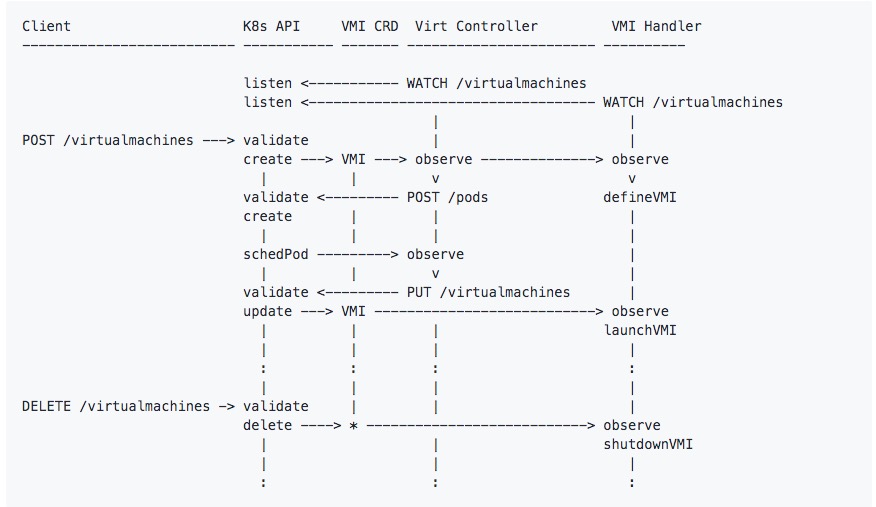 Client                     K8s API     VMI CRD  Virt Controller         VMI Handler
-------------------------- ----------- ------- ----------------------- ----------

                           listen <----------- WATCH /virtualmachines
                           listen <----------------------------------- WATCH /virtualmachines
                                                  |                       |
POST /virtualmachines ---> validate               |                       |
                           create ---> VMI ---> observe --------------> observe
                             |          |         v                       v
                           validate <--------- POST /pods              defineVMI
                           create       |         |                       |
                             |          |         |                       |
                           schedPod ---------> observe                    |
                             |          |         v                       |
                           validate <--------- PUT /virtualmachines       |
                           update ---> VMI ---------------------------> observe
                             |          |         |                    launchVMI
                             |          |         |                       |
                             :          :         :                       :
                             |          |         |                       |
DELETE /virtualmachines -> validate     |         |                       |
                           delete ----> * ---------------------------> observe
                             |                    |                    shutdownVMI
                             |                    |                       |
                             :                    :                       :